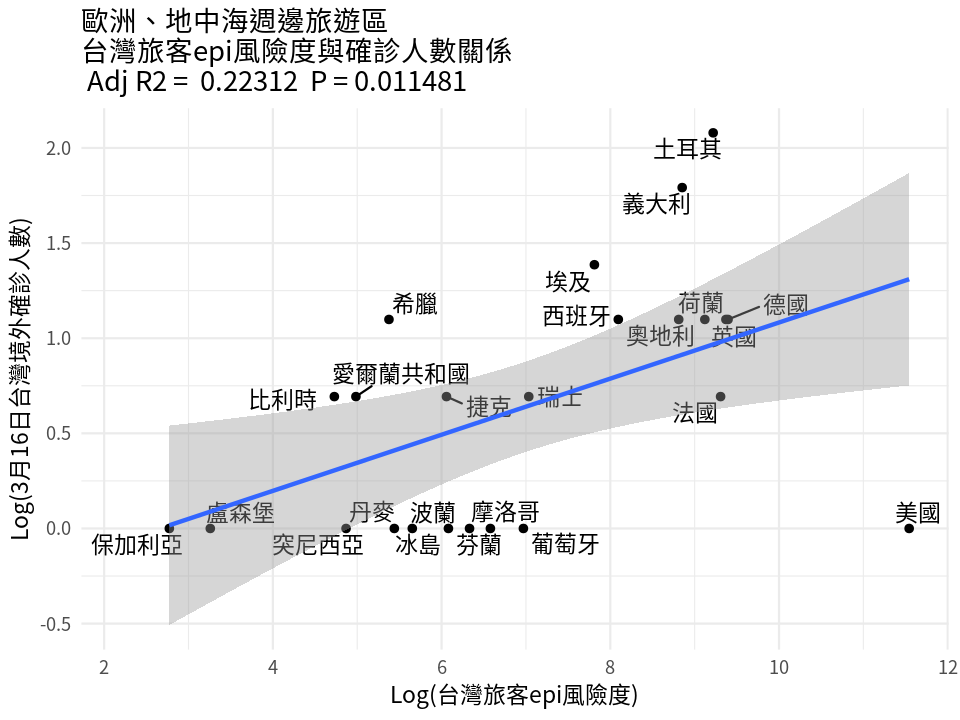 歐洲、地中海週邊旅遊區
台灣旅客epi風險度與確診人數關係
Adj R2 = 0.22312 P = 0.011481
Log(3月16日台灣境外確診人數)
2.0
1.5
1.0
0.5
0.0
-0.5
土耳其
義大利
埃及
希臘
西班牙
荷蘭
德國
奧地利
英國
愛爾蘭共和國
比利時
捷克
瑞士
法國
盧森堡
丹麥
波蘭
摩洛哥
美國
保加利亞
突尼西亞
冰島
芬蘭
葡萄牙
2
4
6
8
10
12
Log(台灣旅客epi風險度)